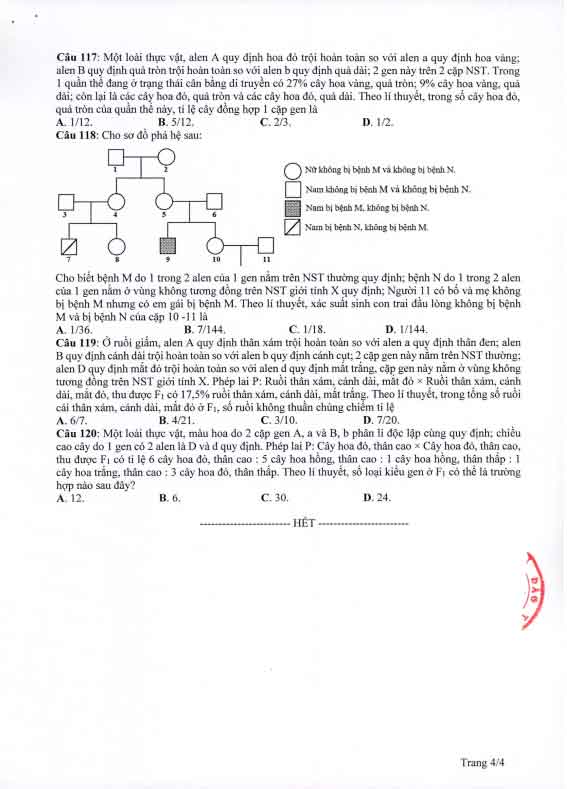 Câu 117: Một loài thực vật, alen A quy định hoa đỏ trội hoàn toàn so với alen a quy định hoa vàng;
alen B quy định quả tròn trội hoàn toàn so với alen b quy định quả dài; 2 gen này trên 2 cặp NST. Trong
1 quần thể đang ở trạng thái cân bằng di truyền có 27% cây hoa vàng, quả tròn; 9% cây hoa vàng, quả
dài; còn lại là các cây hoa đỏ, quả tròn và các cây hoa đỏ, quả dài. Theo lí thuyết, trong số cây hoa đỏ,
quả tròn của quần thể này, tỉ lệ cây đồng hợp 1 cặp gen là
A. 1/12. B. 5/12. C. 2/3. D. 1/2.
Câu 118: Cho sơ đồ phả hệ sau:
1 2
Nữ không bị bệnh M và không bị bệnh N.
Nam không bị bệnh M và không bị bệnh N.
3 4 5 6
Nam bị bệnh M, không bị bệnh N.
Nam bị bệnh N, không bị bệnh M.
7 8 9 10 11
Cho biết bệnh M do 1 trong 2 alen của 1 gen nằm trên NST thường quy định; bệnh N do 1 trong 2 alen
của 1 gen nằm ở vùng không tương đồng trên NST giới tính X quy định; Người 11 có bố và mẹ không
bị bệnh M nhưng có em gái bị bệnh M. Theo lí thuyết, xác suất sinh con trai đầu lòng không bị bệnh
M và bị bệnh N của cặp 10 -11 là
A. 1/36. B. 7/144. C. 1/18. D. 1/144.
Câu 119: Ở ruồi giấm, alen A quy định thân xám trội hoàn toàn so với alen a quy định thân đen; alen
B quy định cánh dài trội hoàn toàn so với alen b quy định cánh cụt; 2 cặp gen này nằm trên NST thường;
alen D quy định mắt đỏ trội hoàn toàn so với alen d quy định mắt trắng, cặp gen này nằm ở vùng không
tương đồng trên NST giới tính X. Phép lai P: Ruồi thân xám, cánh dài, mắt đỏ × Ruồi thân xám, cánh
dài, mắt đỏ, thu được F1 có 17,5% ruồi thân xám, cánh dài, mắt trắng. Theo lí thuyết, trong tổng số ruồi
cái thân xám, cánh dài, mắt đỏ ở F1, số ruồi không thuần chủng chiếm tỉ lệ
A. 6/7. B. 4/21. C. 3/10. D. 7/20.
Câu 120: Một loài thực vật, màu hoa do 2 cặp gen A, a và B, b phân li độc lập cùng quy định; chiều
cao cây do 1 gen có 2 alen là D và d quy định. Phép lai P: Cây hoa đỏ, thân cao × Cây hoa đỏ, thân cao,
thu được F1 có tỉ lệ 6 cây hoa đỏ, thân cao : 5 cây hoa hồng, thân cao : 1 cây hoa hồng, thân thấp : 1
cây hoa trắng, thân cao : 3 cây hoa đỏ, thân thấp. Theo lí thuyết, số loại kiểu gen ở F1 có thể là trường
hợp nào sau đây?
A. 12. B. 6. C. 30. D. 24.
------------------------ HẾT ------------------------
ĐÀO
T
Trang 4/4